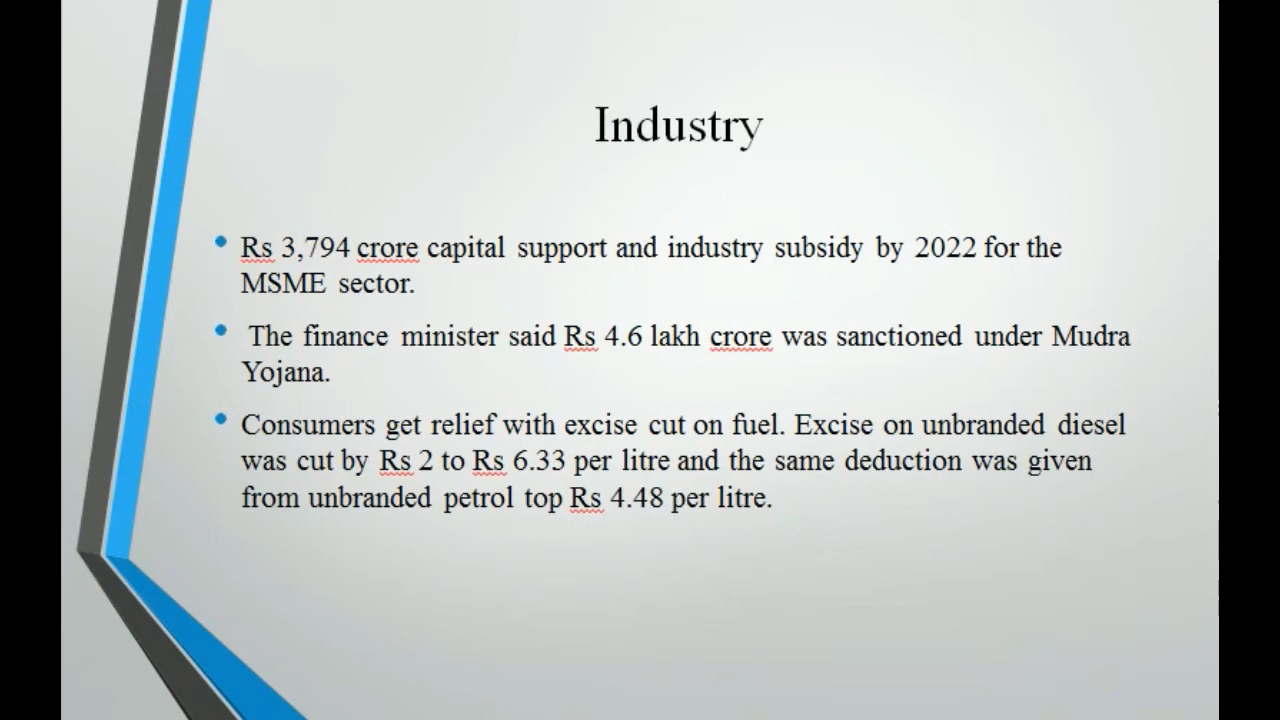 Industry
Rs 3,794 crore capital support and industry subsidy by 2022 for the
MSME sector.
The finance minister said Rs 4.6 lakh crore was sanctioned under Mudra
Yojana.
Consumers get relief with excise cut on fuel. Excise on unbranded diesel
was cut by Rs 2 to Rs 6.33 per litre and the same deduction was given
from unbranded petrol top Rs 4.48 per litre.